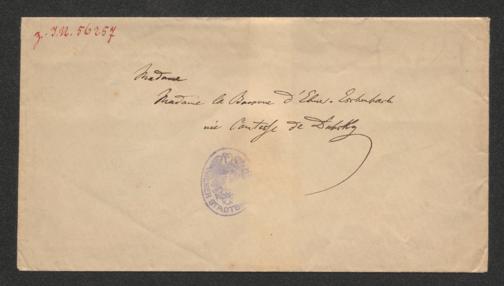 z. J.N. 56257
Madame
Madame la Baronne d'Ebner-Eschenbach
née Comtesse de Dubsky